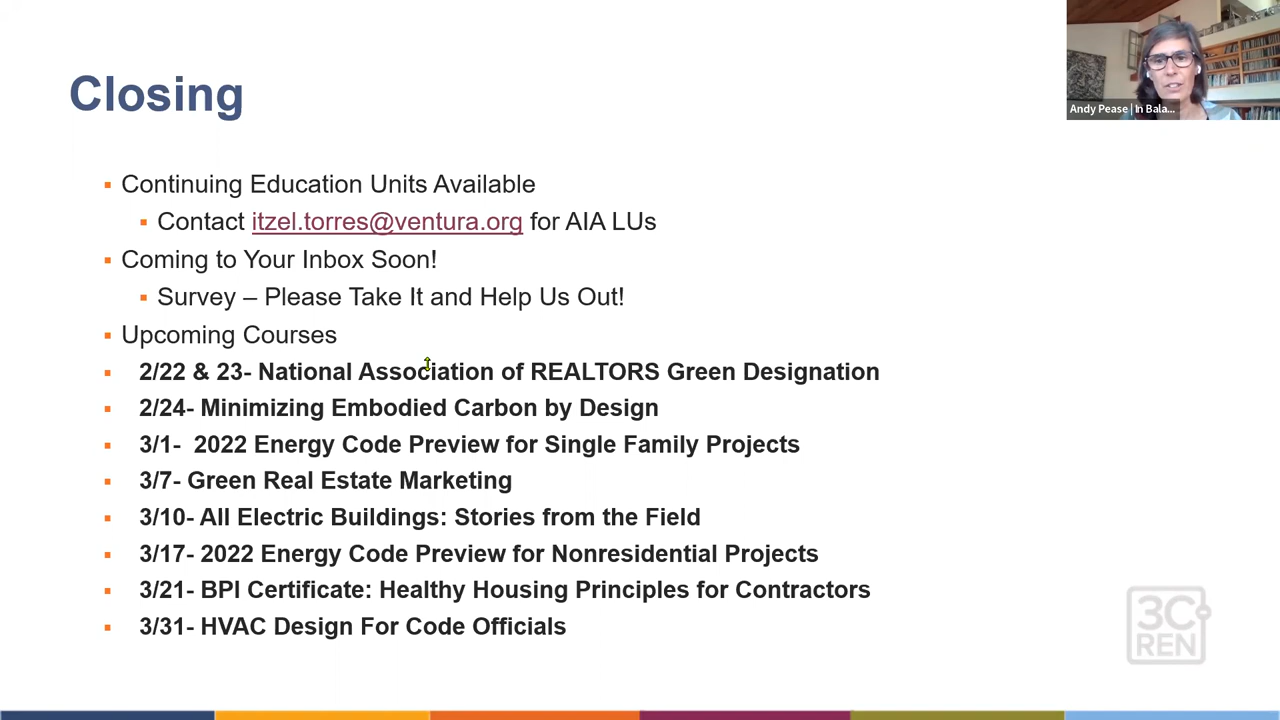 Closing
Andy Pease | In Bala...
Continuing Education Units Available
Contact itzel.torres@ventura.org for AIA LUs
Coming to Your Inbox Soon!
Survey – Please Take It and Help Us Out!
Upcoming Courses
2/22 & 23- National Association of REALTORS Green Designation
2/24- Minimizing Embodied Carbon by Design
3/1-  2022 Energy Code Preview for Single Family Projects
3/7- Green Real Estate Marketing
3/10- All Electric Buildings: Stories from the Field
3/17- 2022 Energy Code Preview for Nonresidential Projects
3/21- BPI Certificate: Healthy Housing Principles for Contractors
3/31- HVAC Design For Code Officials
3C
REN